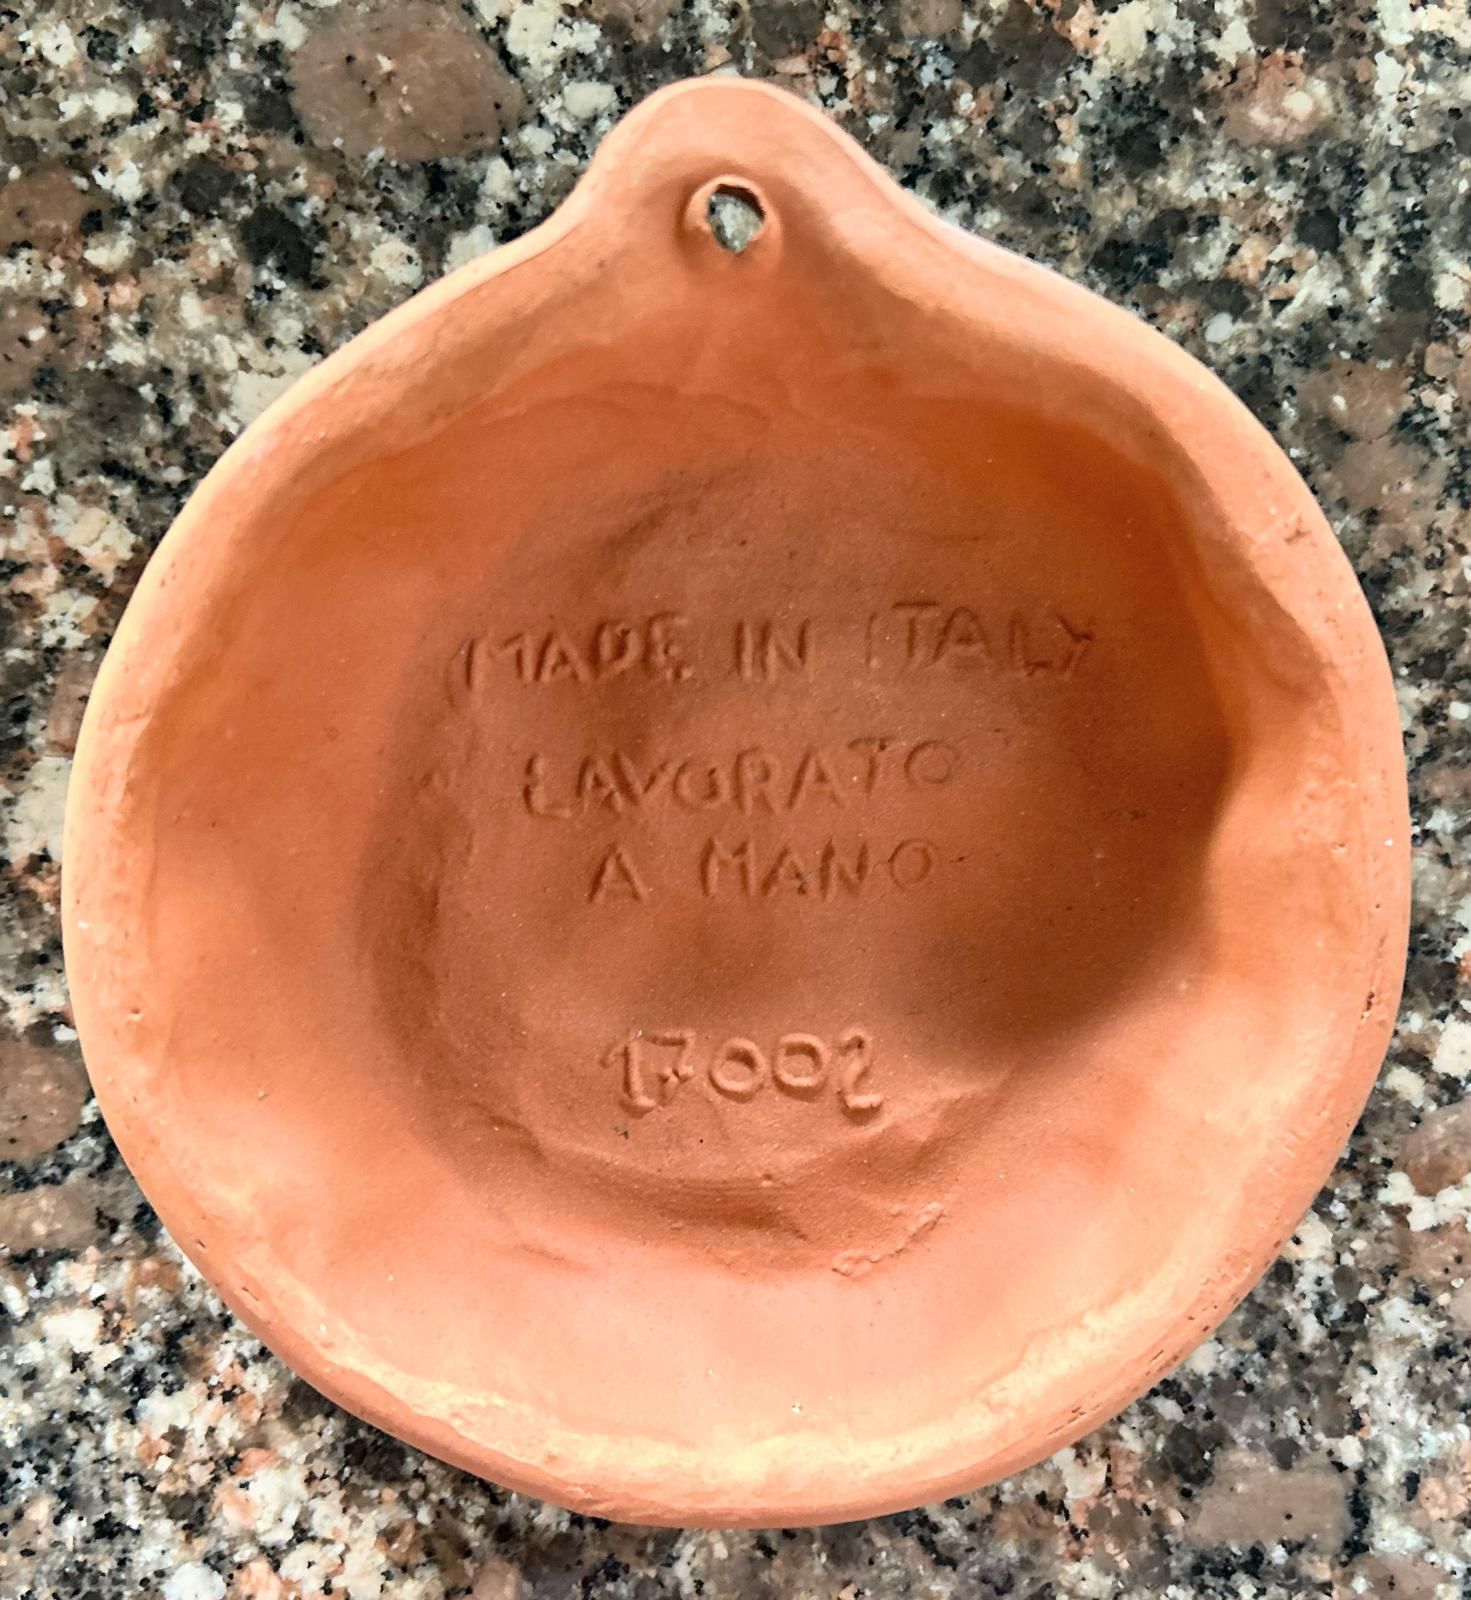 MADE IN ITALY
LAVORATO
A MANO
17002